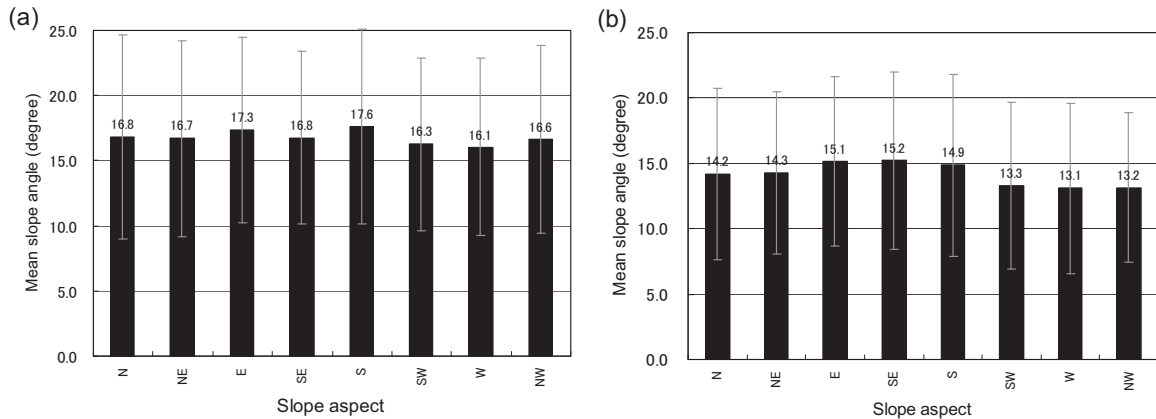 (a)
25.0
20.0
15.0
10.0
5.0
0.0
Mean slope angle (degree)
16.8
16.7
17.3
16.8
17.6
16.3
16.1
16.6
N
NE
E
SE
S
SW
W
NW
Slope aspect
(b)
25.0
20.0
15.0
10.0
5.0
0.0
Mean slope angle (degree)
14.2
14.3
15.1
15.2
14.9
13.3
13.1
13.2
N
NE
E
SE
S
SW
W
NW
Slope aspect